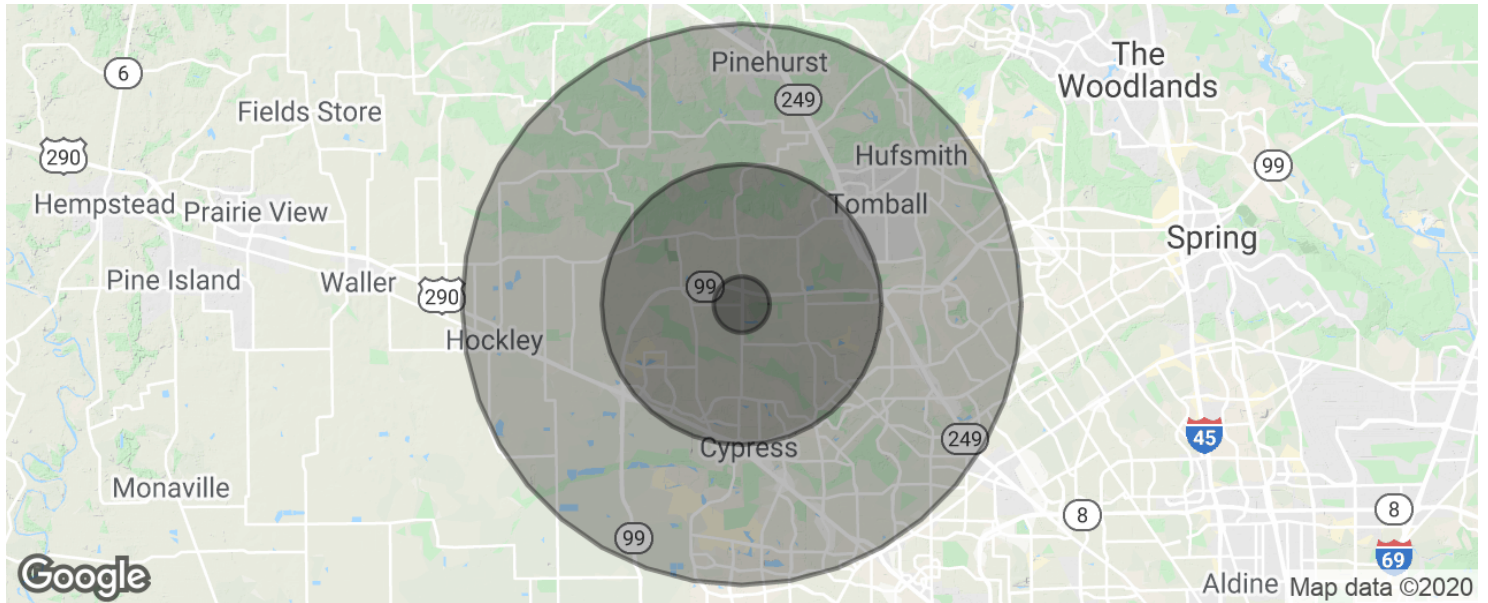 The
Woodlands
Pinehurst
6
249
Fields Store
290
Hufsmith
99
Hempstead
Prairie View
Tomball
Spring
Pine Island
Waller
290
99
Hockley
Cypress
249
45
Monaville
8
8
99
69
Google
Aldine
Map data ©2020